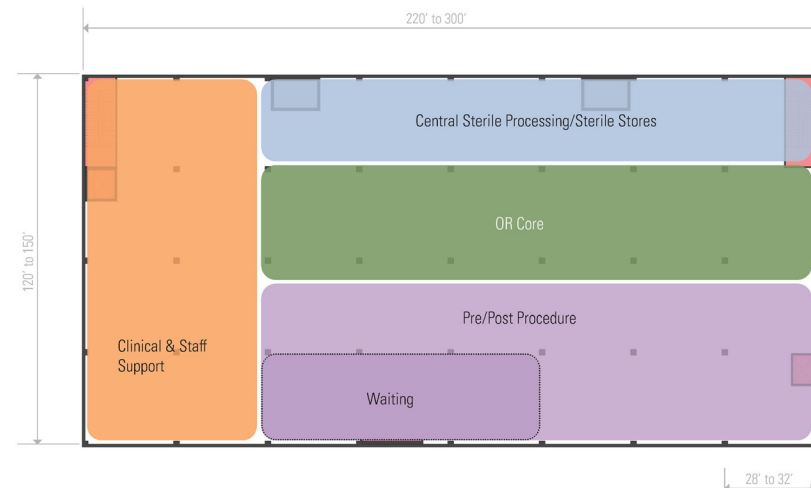 220' to 300'
Central Sterile Processing/Sterile Stores
120' to 150'
OR Core
Pre/Post Procedure
Clinical & Staff
Support
Waiting
28' to 32'